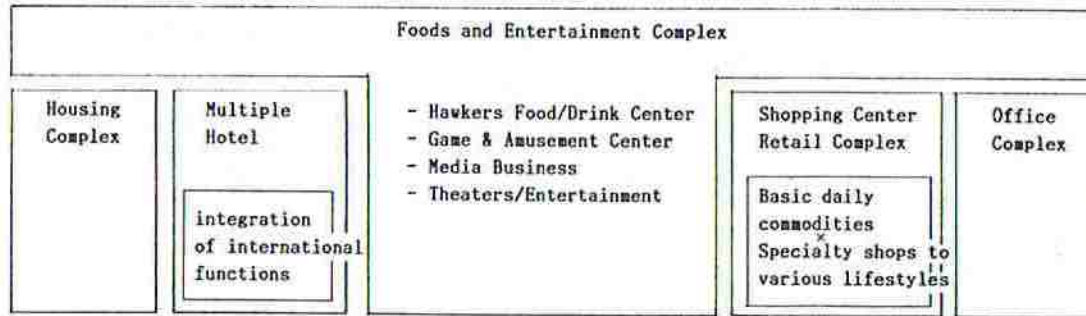 Foods and Entertainment Complex
Housing
Complex
Multiple
Hotel
integration
of international
functions
- Hawkers Food/Drink Center
- Game & Amusement Center
- Media Business
- Theaters/Entertainment
Shopping Center
Retail Complex
Basic daily
commodities
×
Specialty shops to
various lifestyles
Office
Complex